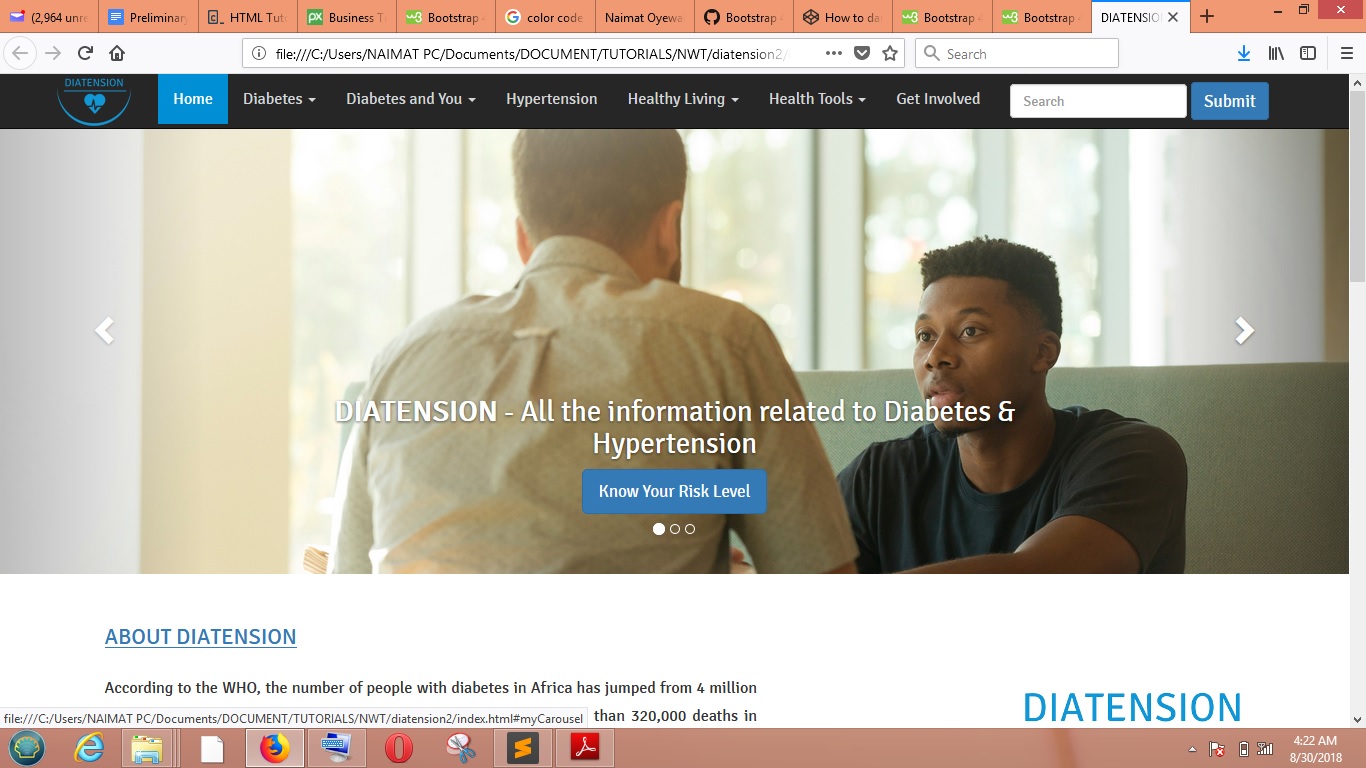 (2,964 unre
Preliminary
HTML Tuto
Business T
Bootstrap
color code
Naimat Oyewa
Bootstrap
How to da
Bootstrap 4
Bootstrap
DIATENSIO
file:///C:/Users/NAIMAT PC/Documents/DOCUMENT/TUTORIALS/NWT/diatension2/
Search
DIATENSION
Home
Diabetes
Diabetes and You
Hypertension
Healthy Living
Health Tools
Get Involved
Search
Submit
DIATENSION - All the information related to Diabetes &
Hypertension
Know Your Risk Level
ABOUT DIATENSION
According to the WHO, the number of people with diabetes in Africa has jumped from 4 million
than 320,000 deaths in
DIATENSION
file:///C:/Users/NAIMAT PC/Documents/DOCUMENT/TUTORIALS/NWT/diatension2/index.html#myCarousel
4:22 AM
8/30/2018